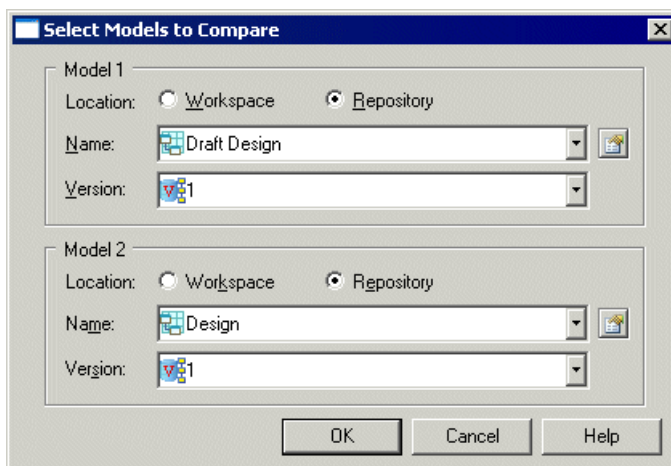 Select Models to Compare
Model 1
Location: Workspace Repository
Name: Draft Design
Version: V 1
Model 2
Location: Workspace Repository
Name: Design
Version: V 1
OK Cancel Help